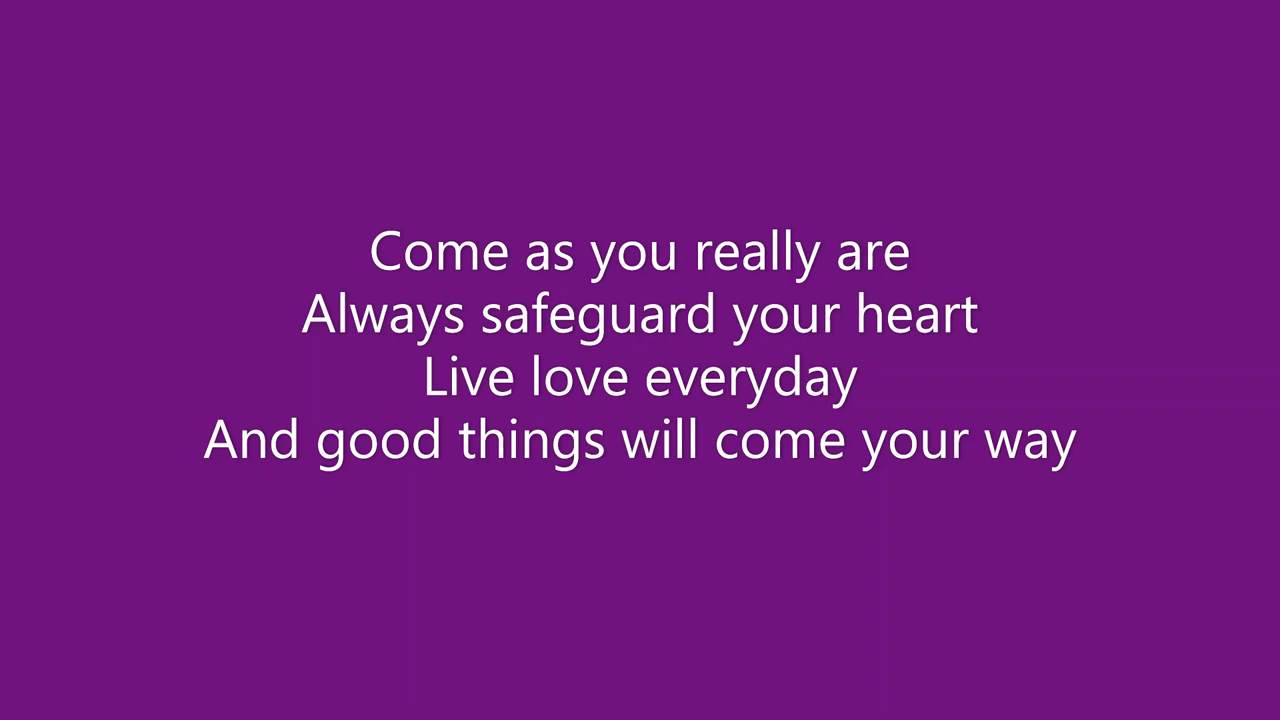 Come as you really are
Always safeguard your heart
Live love everyday
And good things will come your way